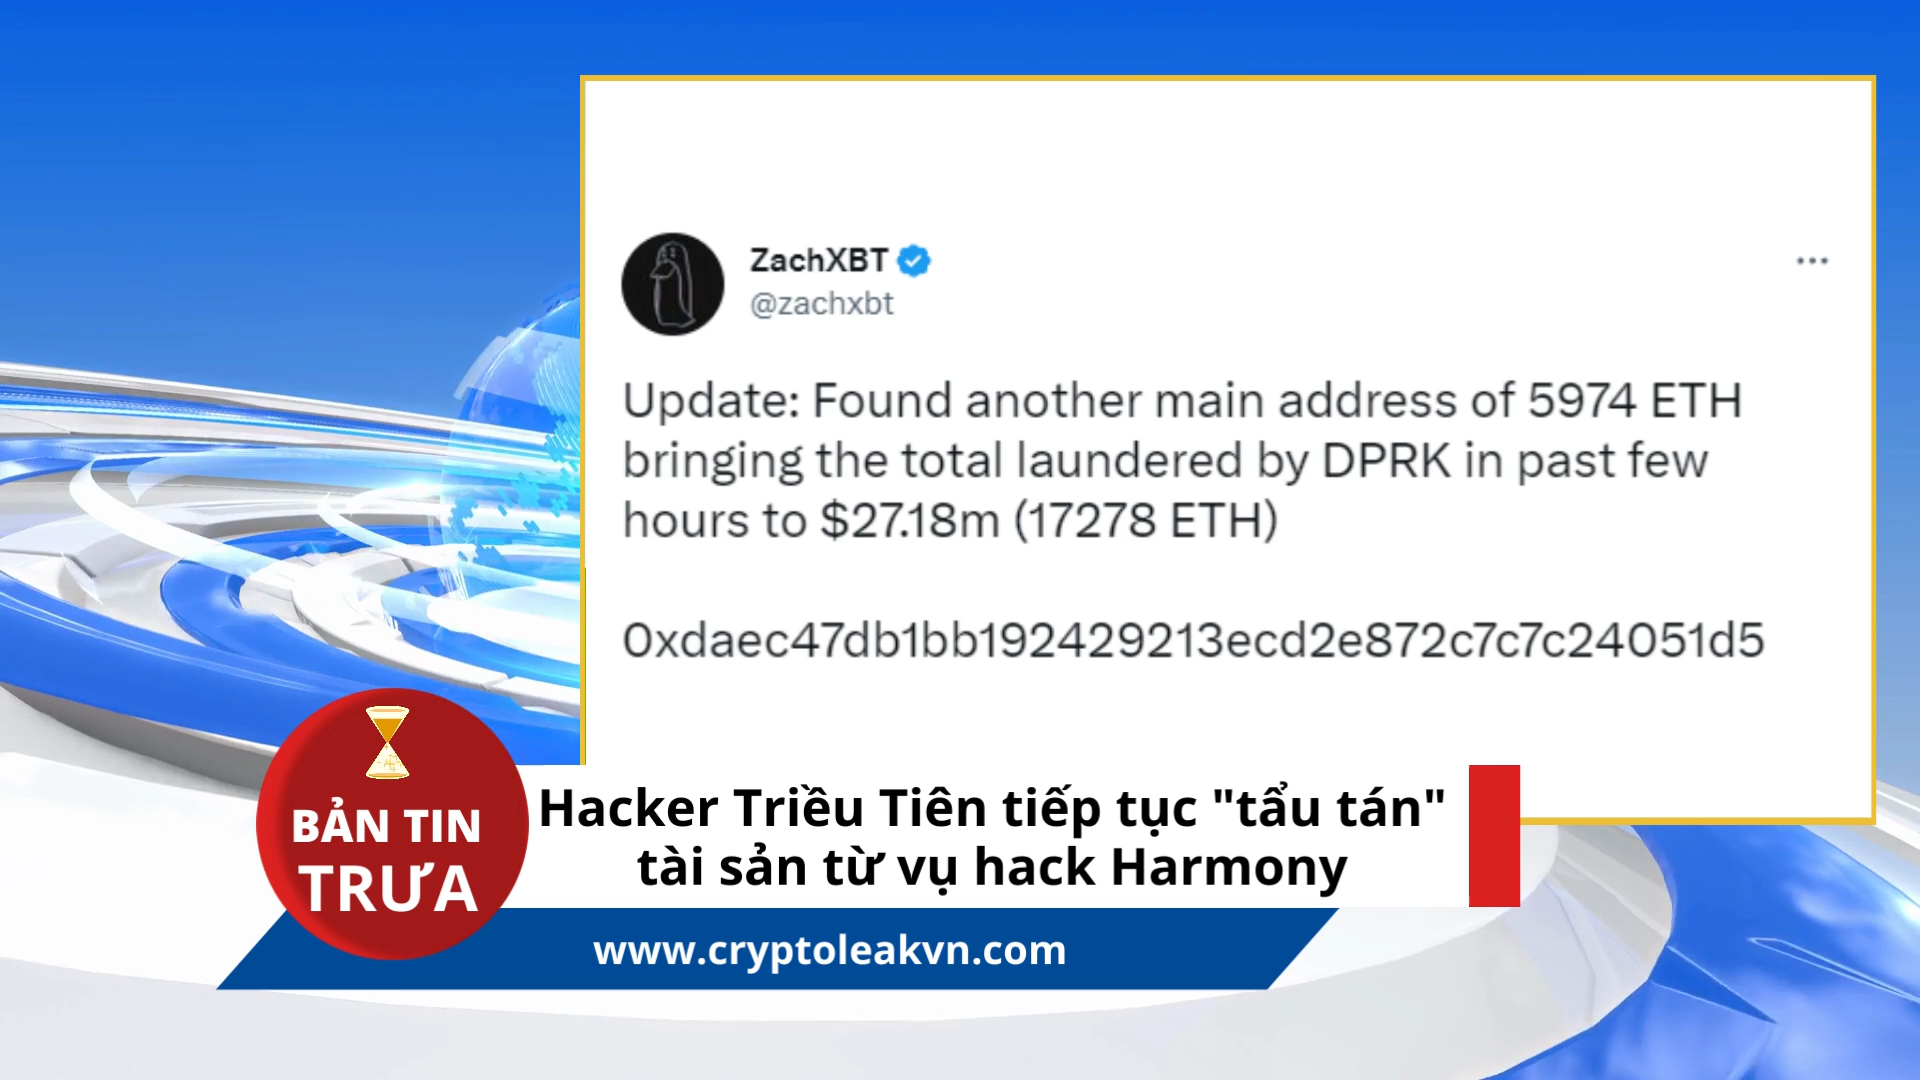 ZachXBT
@zachxbt
Update: Found another main address of 5974 ETH
bringing the total laundered by DPRK in past few
hours to $27.18m (17278 ETH)
0xdaec47db1bb192429213ecd2e872c7c7c24051d5
BẢN TIN
TRƯA
Hacker Triều Tiên tiếp tục "tẩu tán"
tài sản từ vụ hack Harmony
www.cryptoleakvn.com